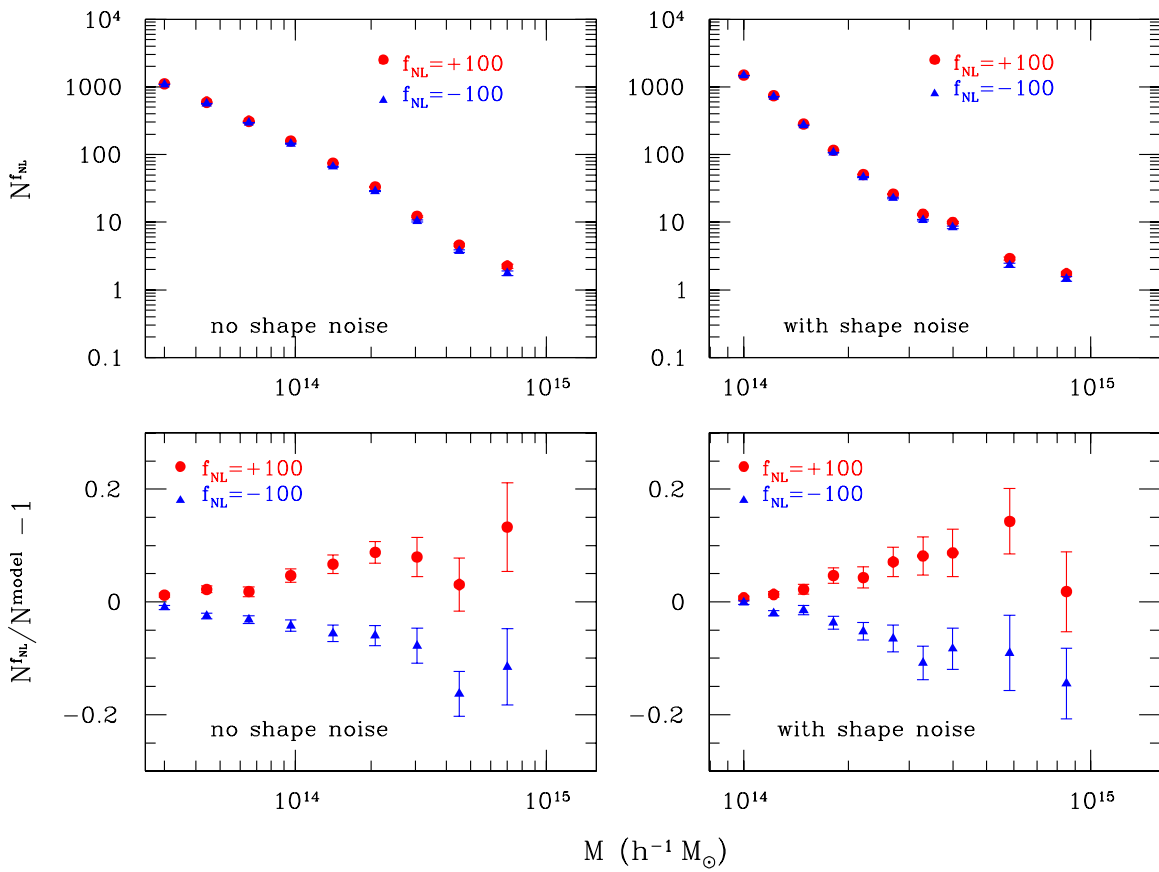 10⁴
1000
100
10
1
0.1
N^{f_NL}
f_NL=+100
f_NL=−100
no shape noise
10¹⁴
10¹⁵
10⁴
1000
100
10
1
0.1
f_NL=+100
f_NL=−100
with shape noise
10¹⁴
10¹⁵
0.2
0
−0.2
N^{f_NL}/N^{model} −1
f_NL=+100
f_NL=−100
no shape noise
10¹⁴
10¹⁵
0.2
0
−0.2
f_NL=+100
f_NL=−100
with shape noise
10¹⁴
10¹⁵
M (h⁻¹ M_⊙)